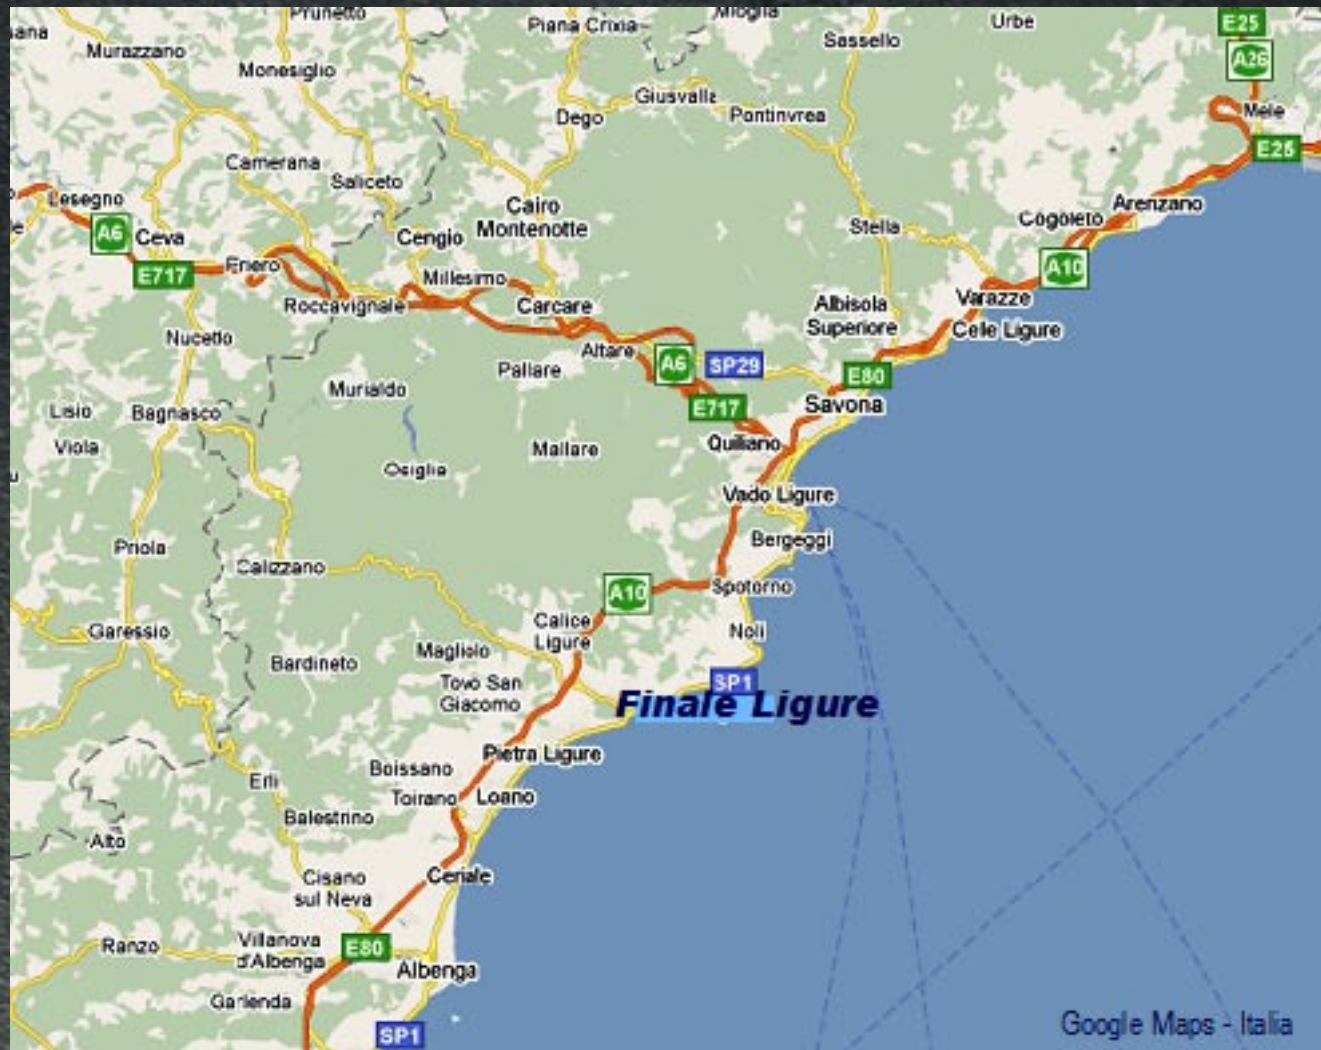 Prunetto
Piana Crixia
Mioglia
Urbe
E25
Murazzano
Sassello
Monesiglio
A26
Giusvalla
Mele
Dego
Pontinvrea
E25
Camerana
Saliceto
Lesegno
Cairo
Montenotte
Arenzano
Cogoleto
Stella
A6
Ceva
Cengio
E717
Priero
Millesimo
A10
Roccavignale
Carcare
Albisola
Superiore
Varazze
Celle Ligure
Nucetto
Altare
Pallare
A6
SP29
E80
Murialdo
Lisio
Bagnasco
E717
Savona
Viola
Quiliano
Mallare
Osiglia
Vado Ligure
Bergeggi
Priola
Calizzano
A10
Spotorno
Calice
Ligure
Garessio
Noli
Magliolo
Bardineto
Tovo San
Giacomo
SP1
Finale Ligure
Pietra Ligure
Boissano
Erli
Toirano
Loano
Balestrino
Alto
Ceriale
Cisano
sul Neva
Ranzo
Villanova
d'Albenga
E80
Albenga
Garlenda
SP1
Google Maps - Italia